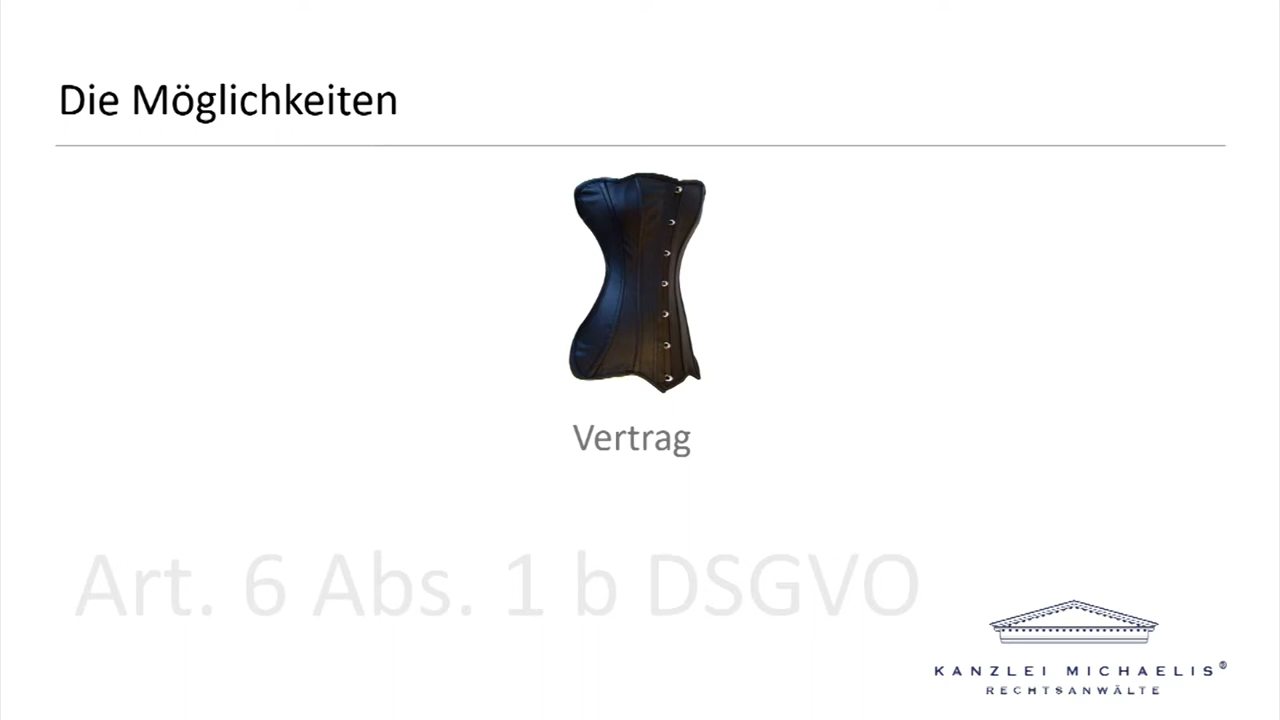 Die Möglichkeiten
Vertrag
Art. 6 Abs. 1 b DSGVO
KANZLEI MICHAELIS®
RECHTSANWÄLTE